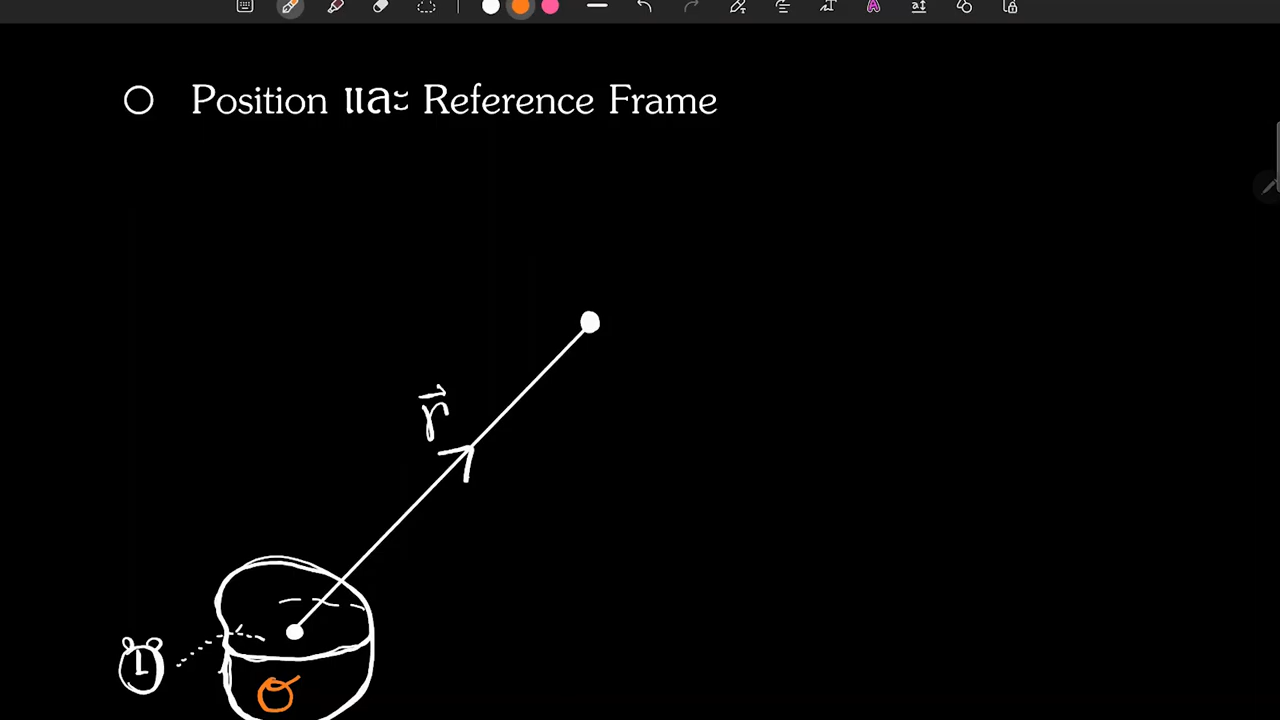 Position และ Reference Frame
r⃗
σ